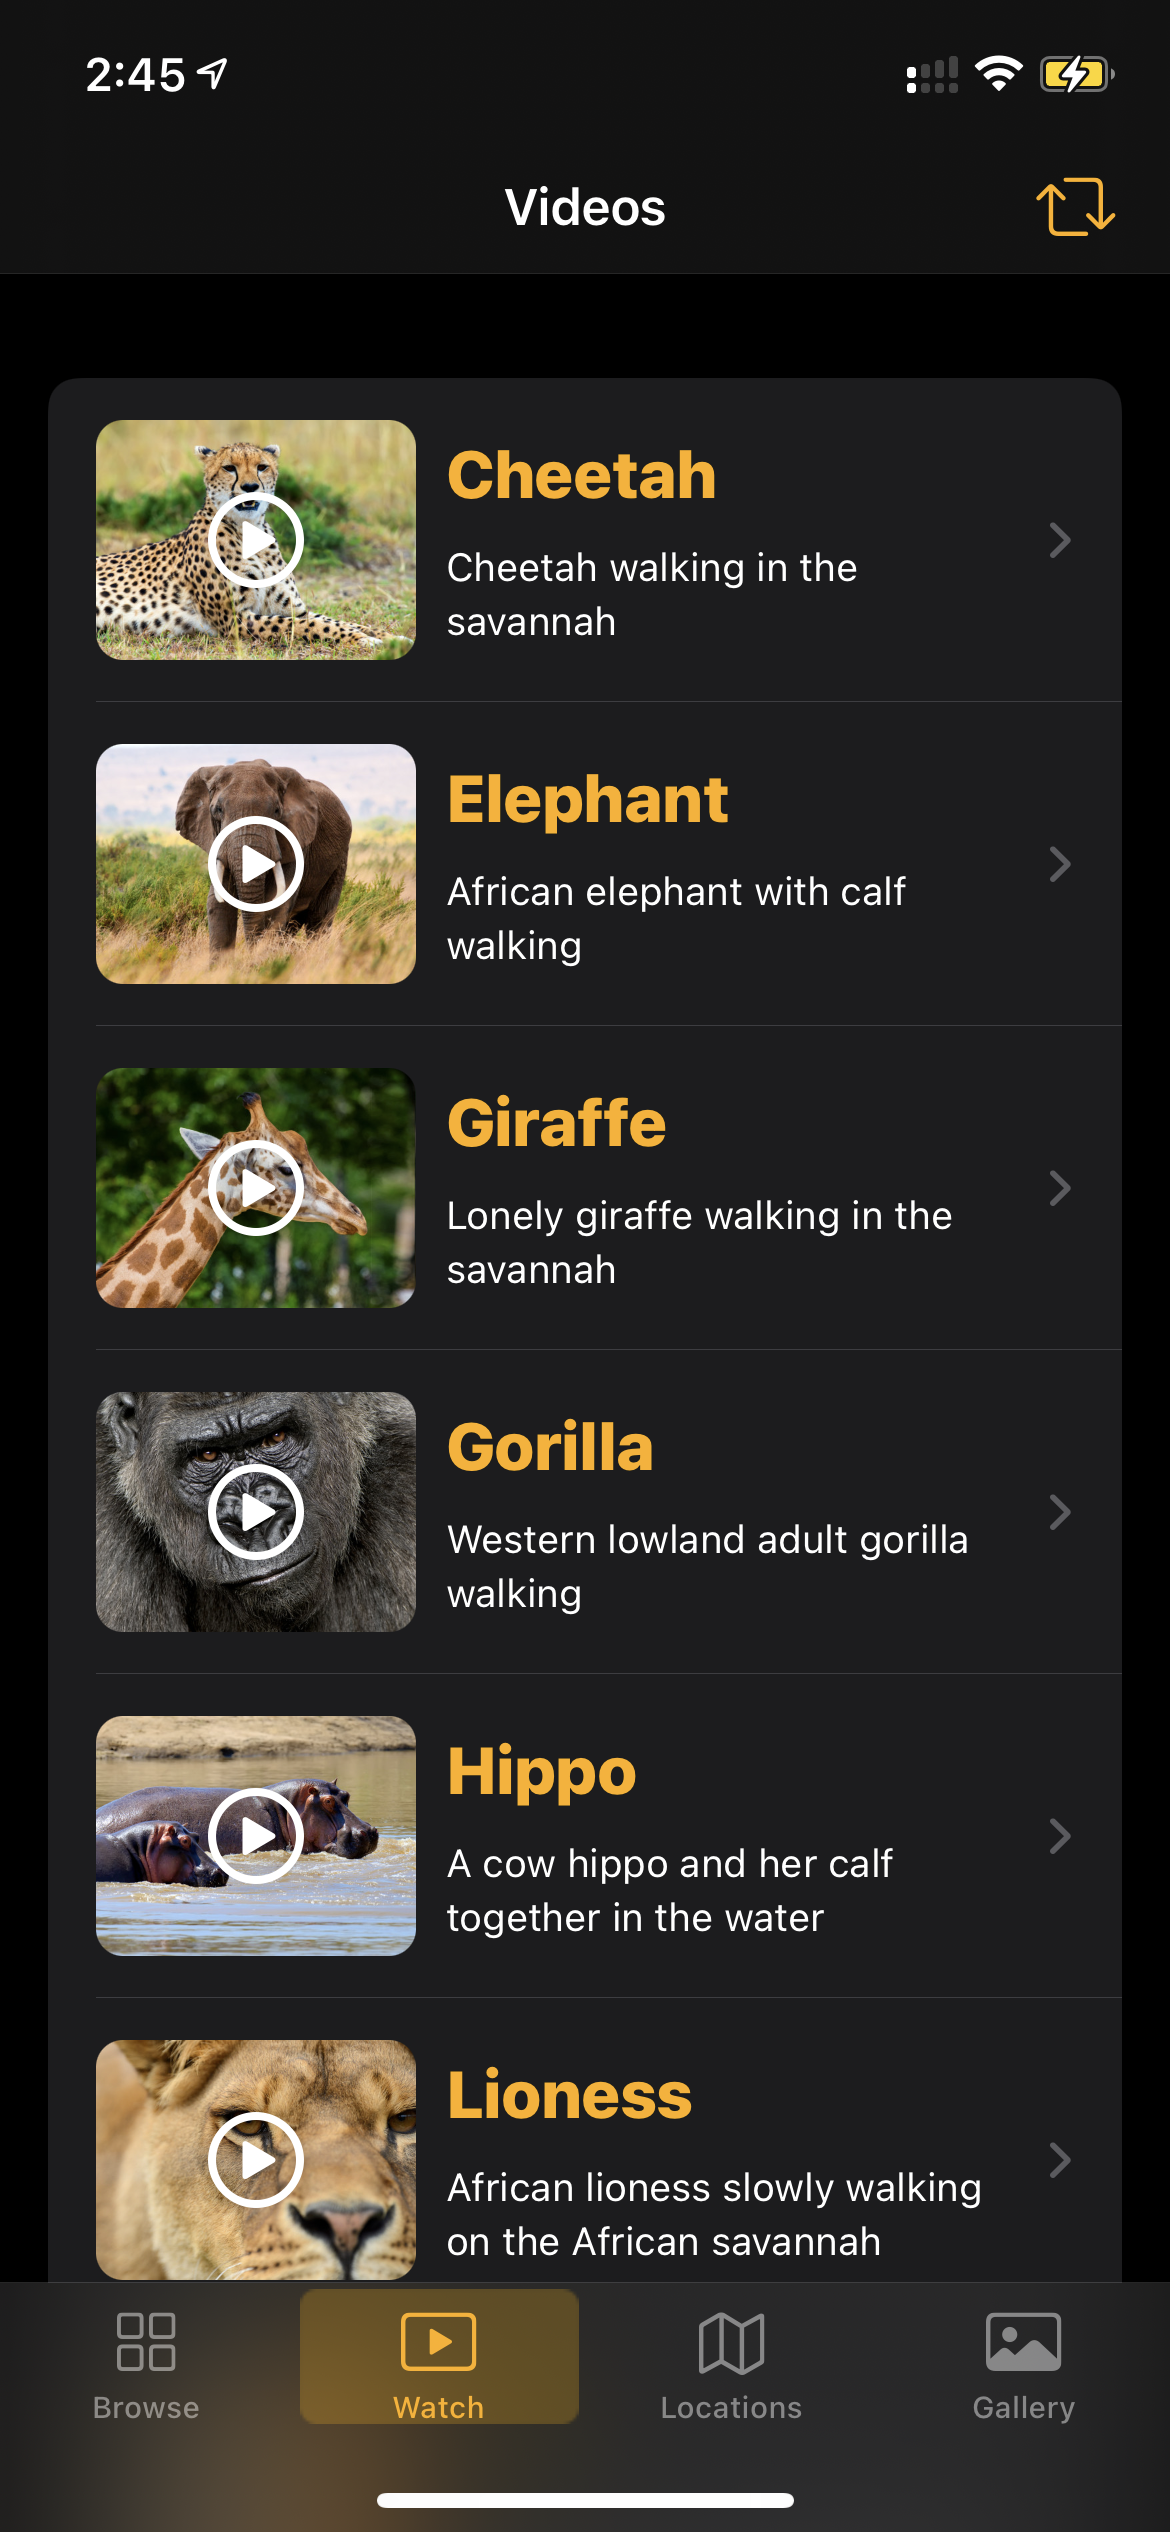 2:45
Videos
Cheetah
Cheetah walking in the
savannah
Elephant
African elephant with calf
walking
Giraffe
Lonely giraffe walking in the
savannah
Gorilla
Western lowland adult gorilla
walking
Hippo
A cow hippo and her calf
together in the water
Lioness
African lioness slowly walking
on the African savannah
Browse
Watch
Locations
Gallery